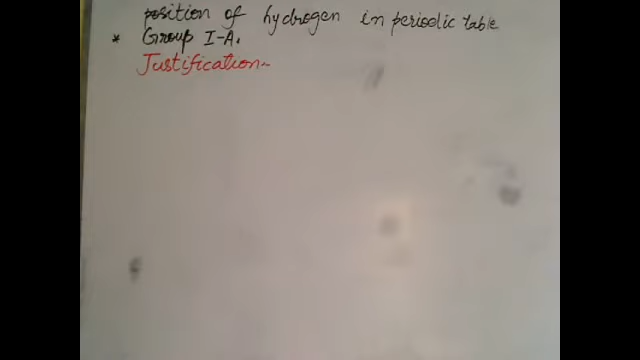 position of hydrogen in periodic table
* Group I-A.
Justification~